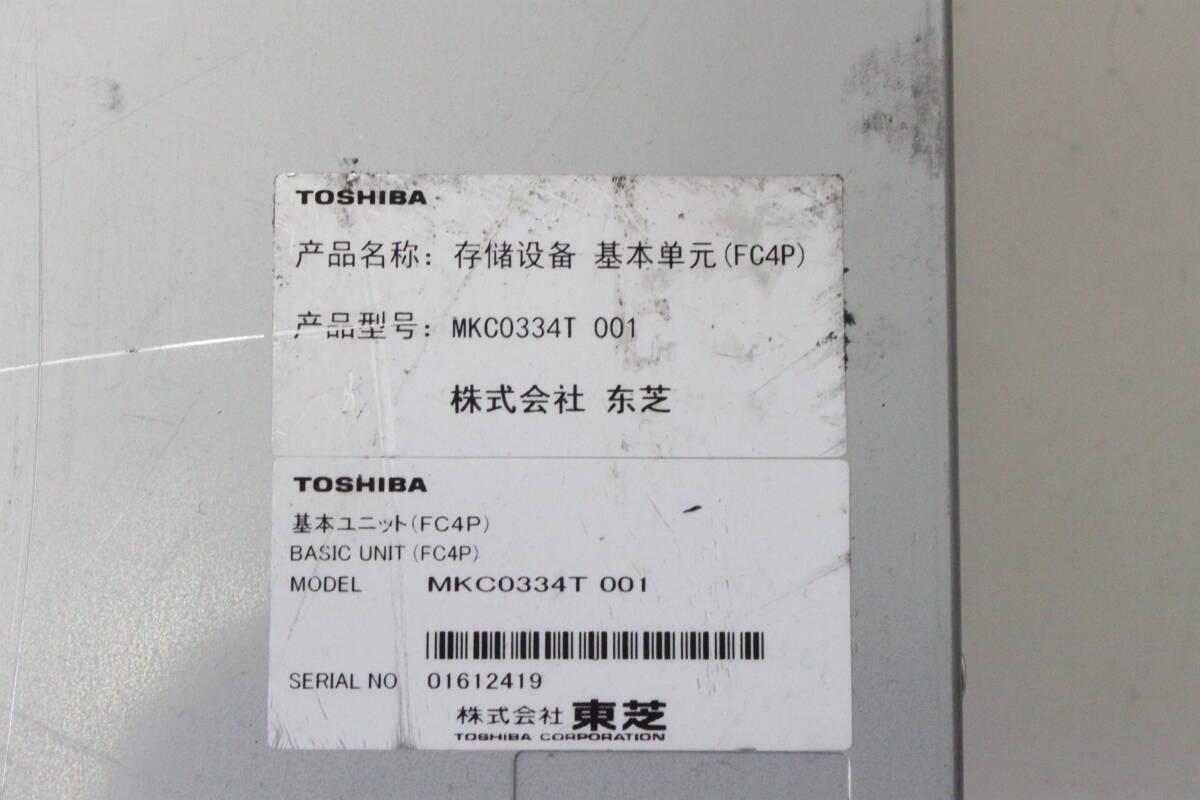 TOSHIBA
产品名称: 存储设备 基本单元(FC4P)
产品型号: MKC0334T 001
株式会社 东芝
TOSHIBA
基本ユニット(FC4P)
BASIC UNIT (FC4P)
MODEL MKC0334T 001
SERIAL NO 01612419
株式会社 東芝
TOSHIBA CORPORATION